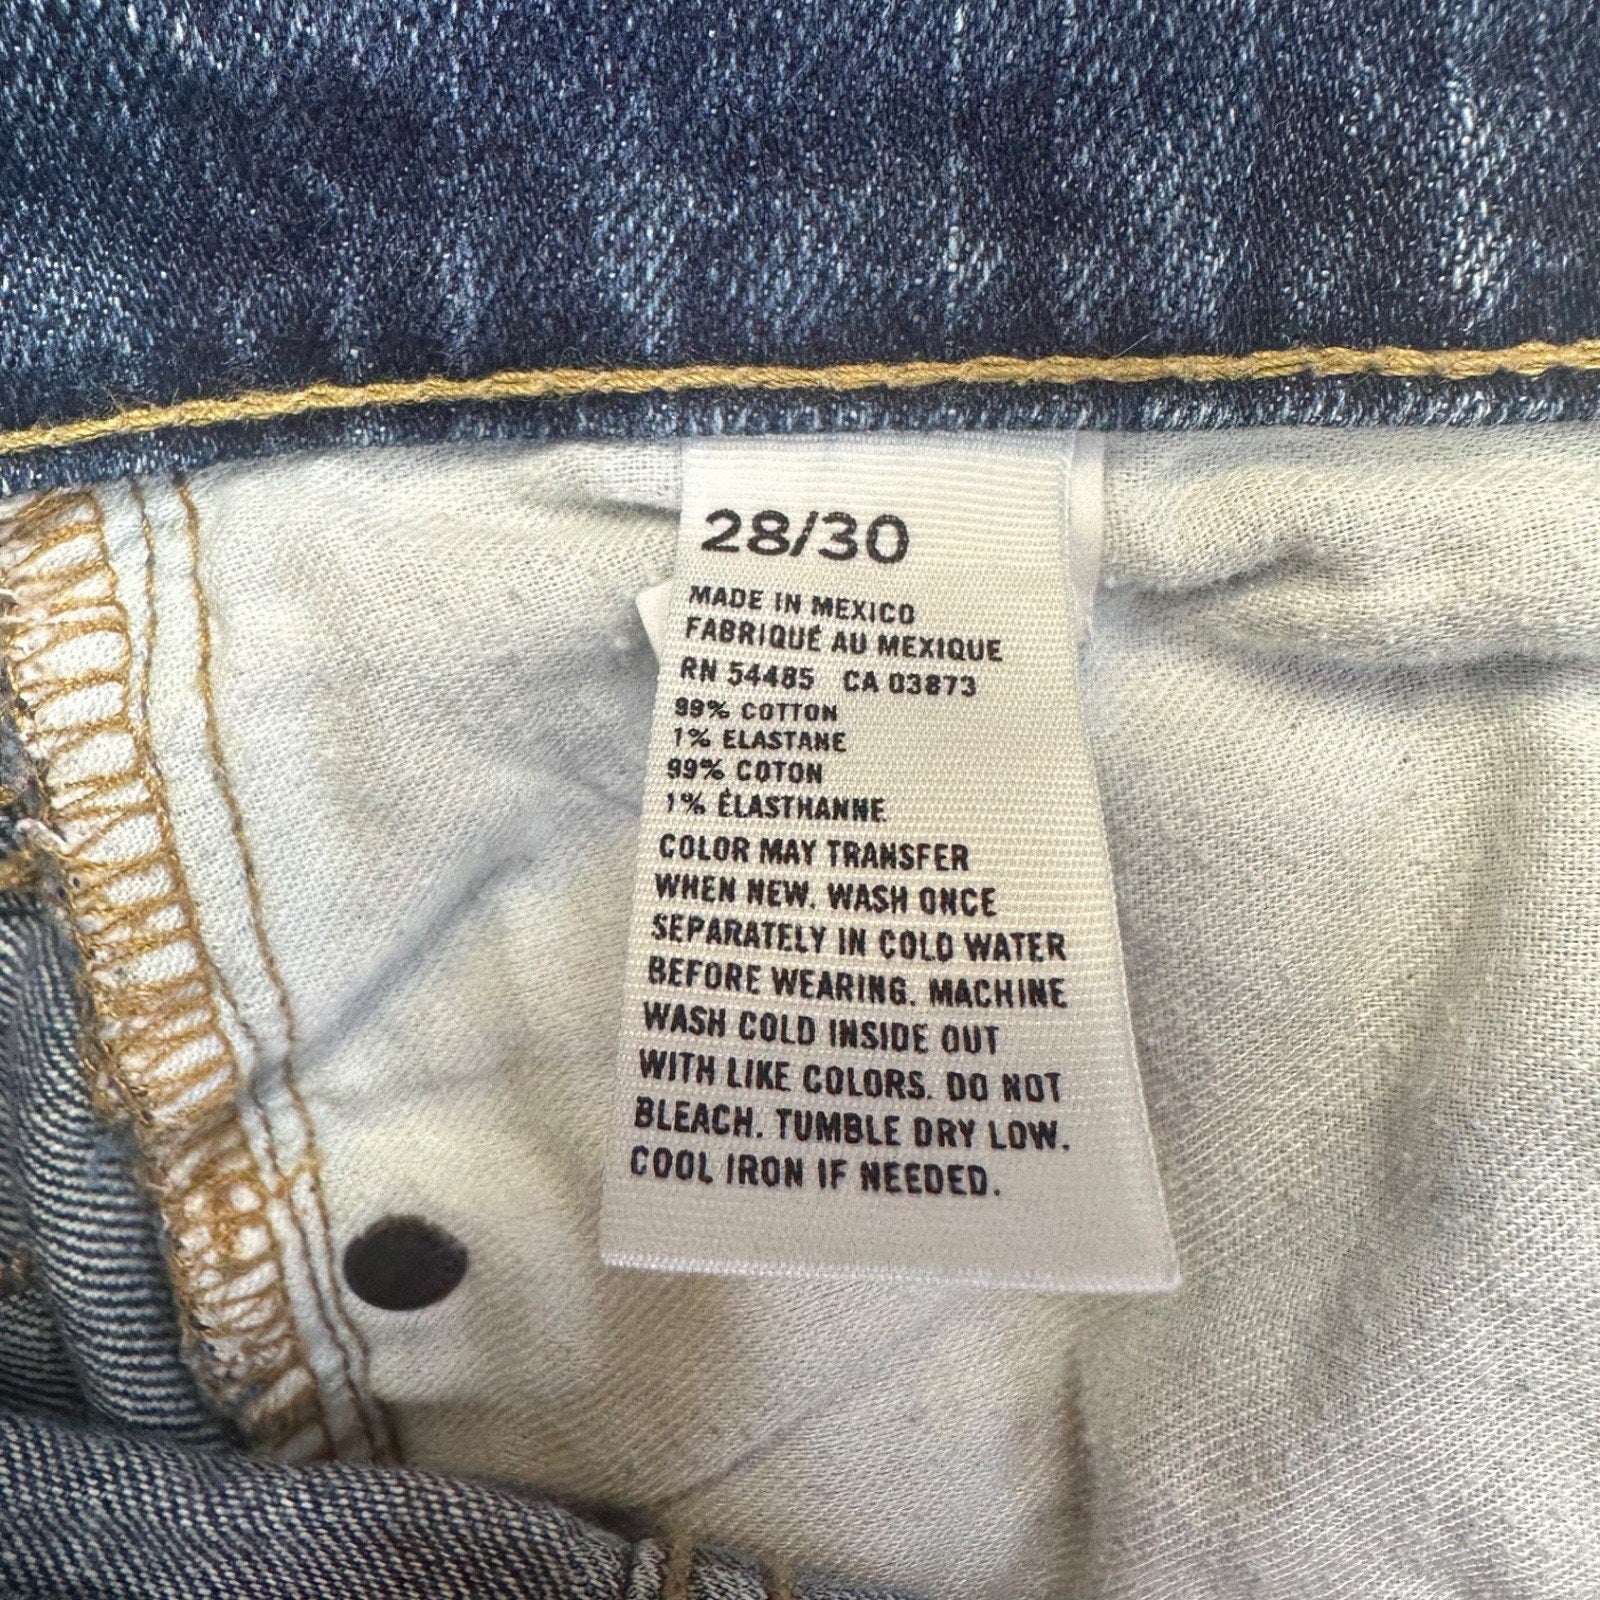 28/30
MADE IN MEXICO
FABRIQUÉ AU MEXIQUE
RN 54485 CA 03873
99% COTTON
1% ELASTANE
99% COTON
1% ÉLASTHANNE
COLOR MAY TRANSFER
WHEN NEW. WASH ONCE
SEPARATELY IN COLD WATER
BEFORE WEARING. MACHINE
WASH COLD INSIDE OUT
WITH LIKE COLORS. DO NOT
BLEACH. TUMBLE DRY LOW.
COOL IRON IF NEEDED.